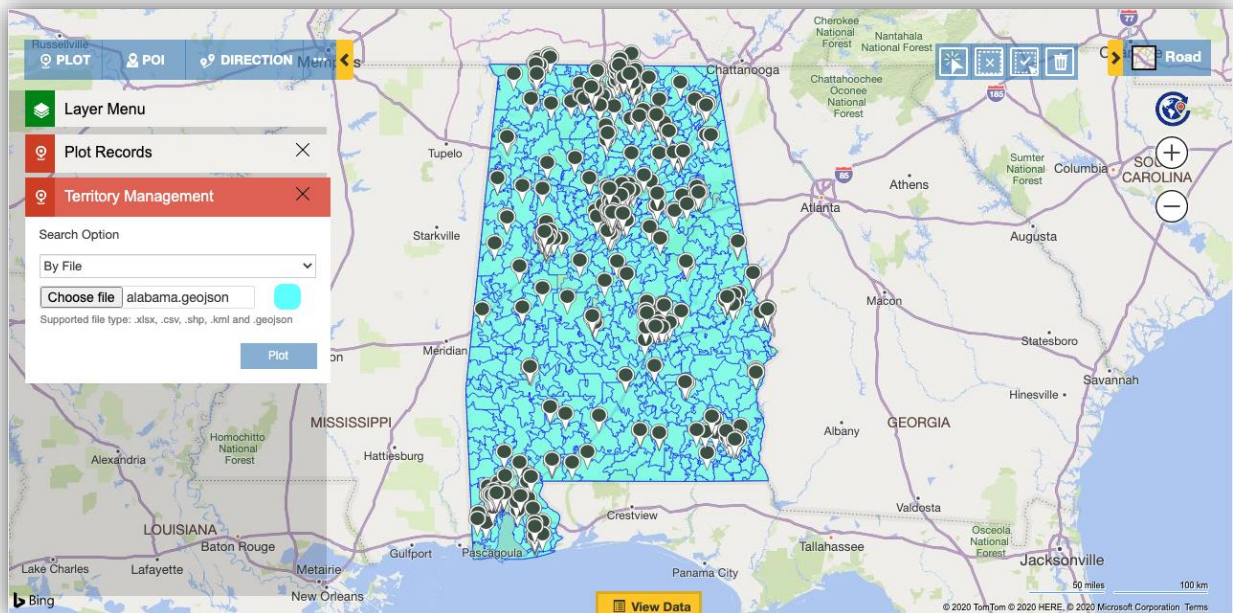 Russellville
PLOT
POI
DIRECTION
Memphis
Layer Menu
Plot Records
Territory Management
Search Option
By File
Choose file alabama.geojson
Supported file type: .xlsx, .csv, .shp, .kml and .geojson
Plot
Road
Cherokee
National
Forest
Nantahala
National Forest
77
Chattanooga
Chattahoochee
Oconee
National
Forest
185
Tupelo
85
Athens
Sumter
National
Forest
Columbia
SOUTH
CAROLINA
Atlanta
Starkville
Augusta
Macon
Statesboro
Meridian
on
Savannah
Hinesville
MISSISSIPPI
GEORGIA
Albany
Homochitto
National
Forest
Hattiesburg
Alexandria
Valdosta
Crestview
LOUISIANA
Baton Rouge
Osceola
National
Forest
Tallahassee
Jacksonville
Gulfport
Pascagoula
Lake Charles
Lafayette
Metairie
Panama City
New Orleans
50 miles
100 km
Bing
View Data
© 2020 TomTom © 2020 HERE, © 2020 Microsoft Corporation Terms